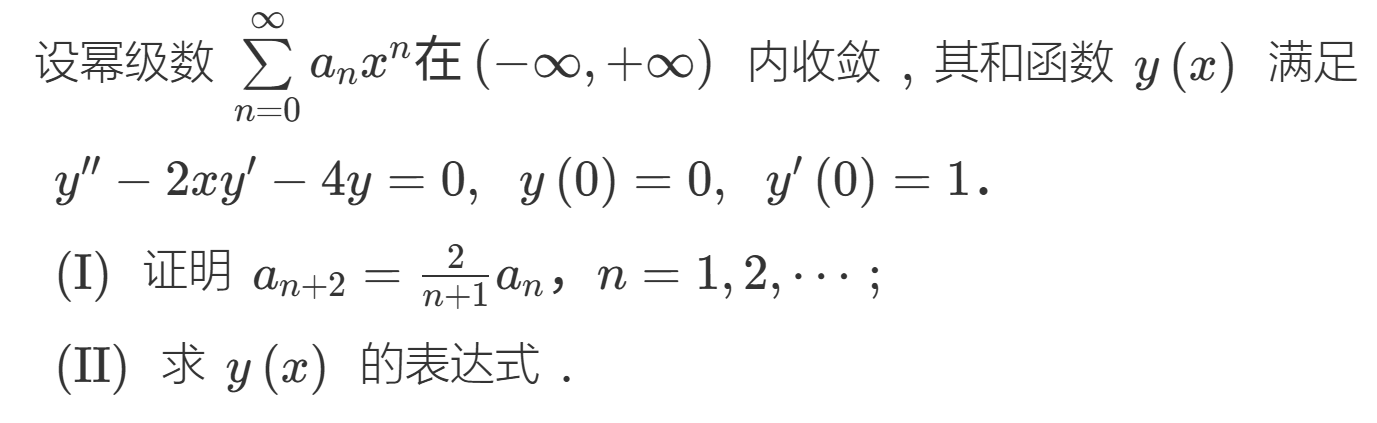 设幂级数 $\sum_{n=0}^{\infty} a_n x^n$在 $(-\infty, +\infty)$ 内收敛 , 其和函数 $y(x)$ 满足
$y'' - 2xy' - 4y = 0, \ y(0) = 0, \ y'(0) = 1.$
(I) 证明 $a_{n+2} = \frac{2}{n+1} a_n$, $n = 1, 2, \cdots$ ;
(II) 求 $y(x)$ 的表达式 .